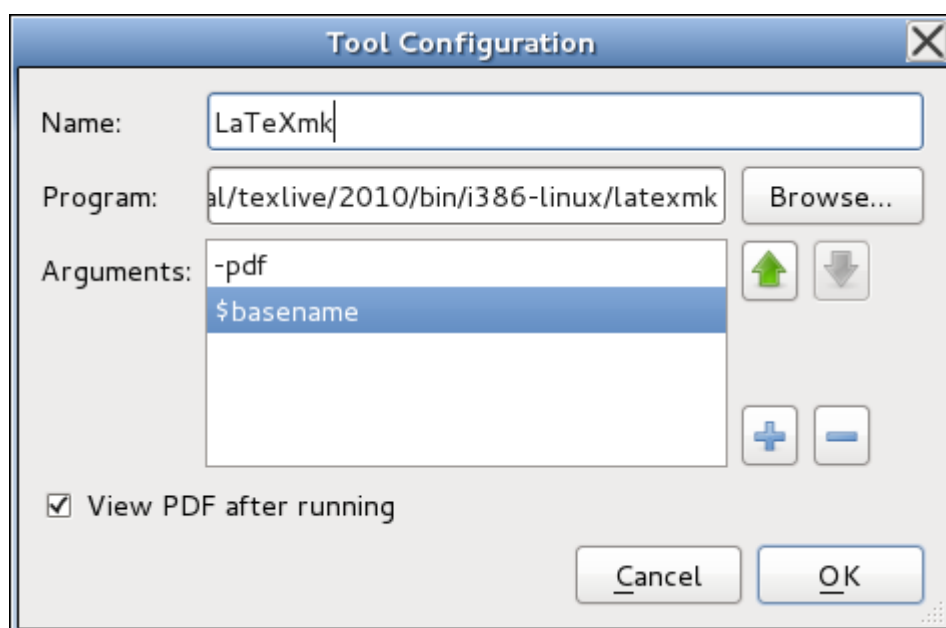 Tool Configuration
Name: LaTeXmk
Program: al/texlive/2010/bin/i386-linux/latexmk Browse...
Arguments: -pdf
$basename
View PDF after running
Cancel OK